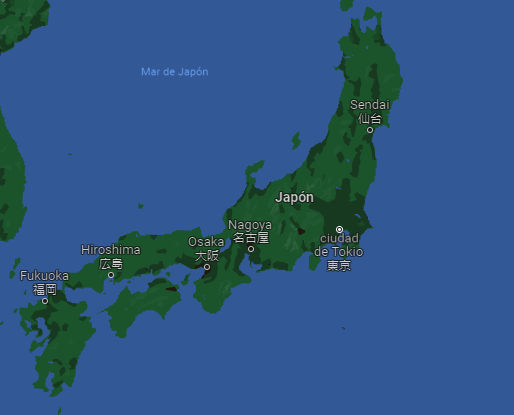 Mar de Japón
Sendai
仙台
Japón
Nagoya
名古屋
ciudad
de Tokio
東京
Osaka
大阪
Hiroshima
広島
Fukuoka
福岡